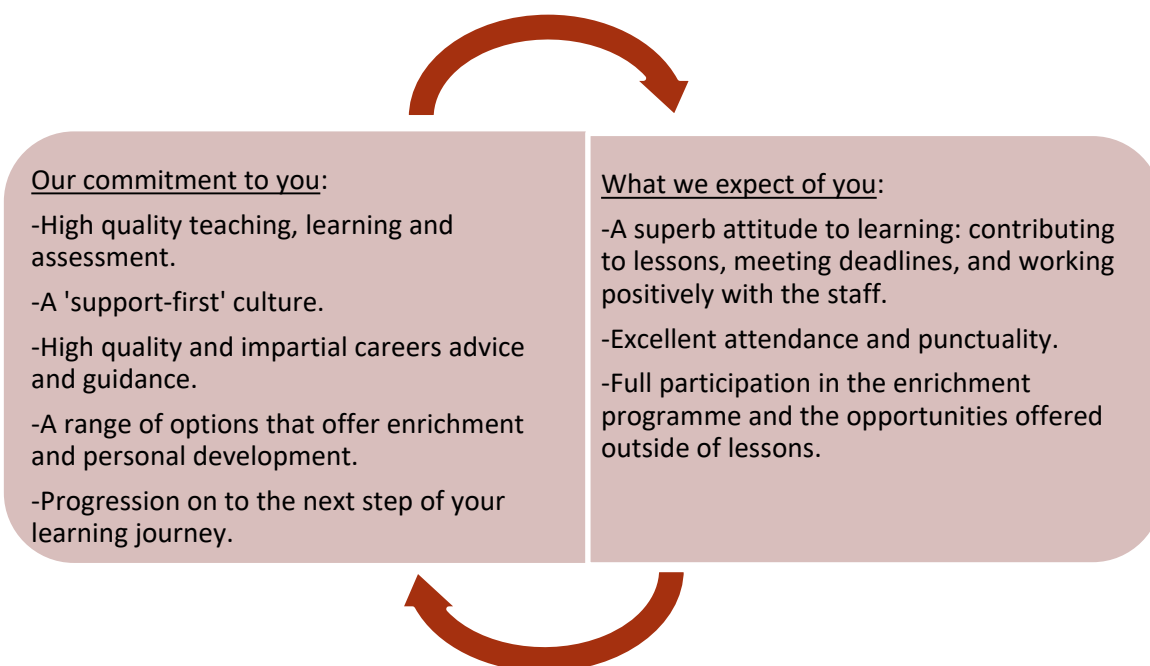 Our commitment to you:
-High quality teaching, learning and
assessment.
-A 'support-first' culture.
-High quality and impartial careers advice
and guidance.
-A range of options that offer enrichment
and personal development.
-Progression on to the next step of your
learning journey.
What we expect of you:
-A superb attitude to learning: contributing
to lessons, meeting deadlines, and working
positively with the staff.
-Excellent attendance and punctuality.
-Full participation in the enrichment
programme and the opportunities offered
outside of lessons.